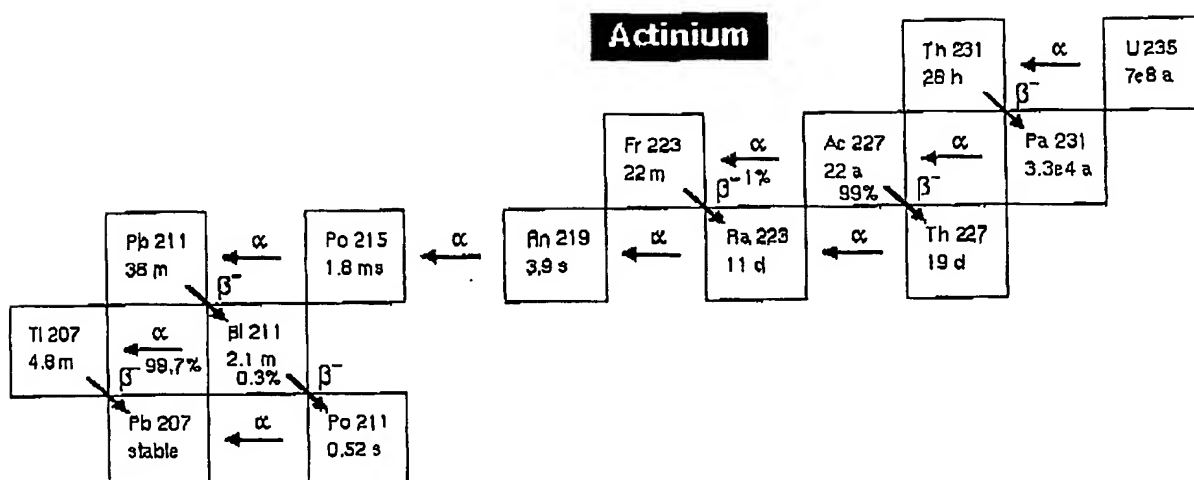 Actinium
Th 231
28 h
α
U 235
7e8 a
β⁻
Fr 223
22 m
α
β⁻ 1%
Ac 227
22 a
99%
α
β⁻
Pa 231
3.3e4 a
Pb 211
38 m
α
β⁻
Po 215
1.8 ms
α
Rn 219
3,9 s
α
Ra 223
11 d
α
Th 227
19 d
Tl 207
4.8 m
α
99,7%
β⁻
Bi 211
2.1 m
0.3%
β⁻
Pb 207
stable
α
Po 211
0.52 s